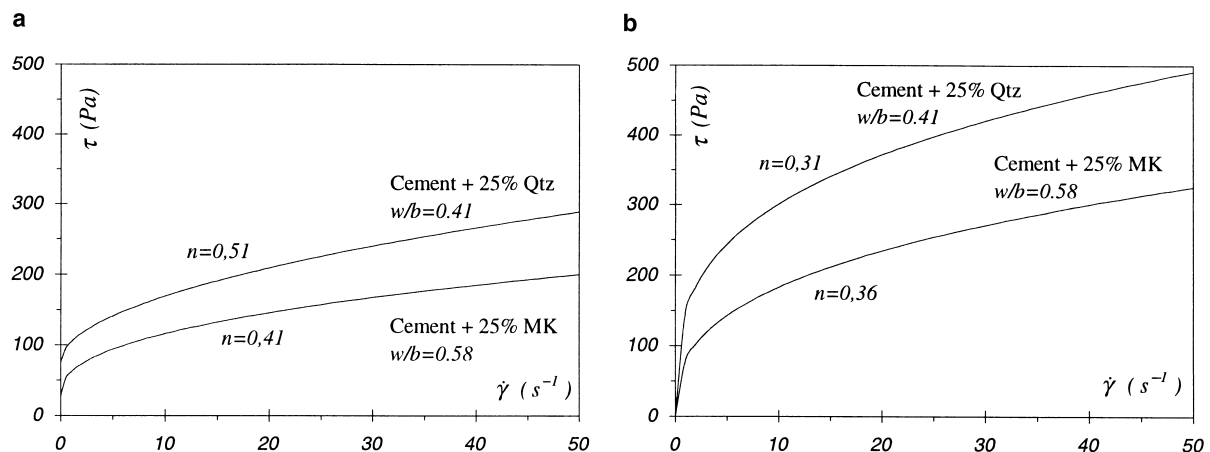 a
500
400
300
200
100
0
τ (Pa)
Cement + 25% Qtz
w/b=0.41
n=0,51
n=0,41
Cement + 25% MK
w/b=0.58
γ̇ ( s⁻¹ )
0 10 20 30 40 50
b
500
400
300
200
100
0
τ (Pa)
Cement + 25% Qtz
w/b=0.41
n=0,31
Cement + 25% MK
w/b=0.58
n=0,36
γ̇ ( s⁻¹ )
0 10 20 30 40 50